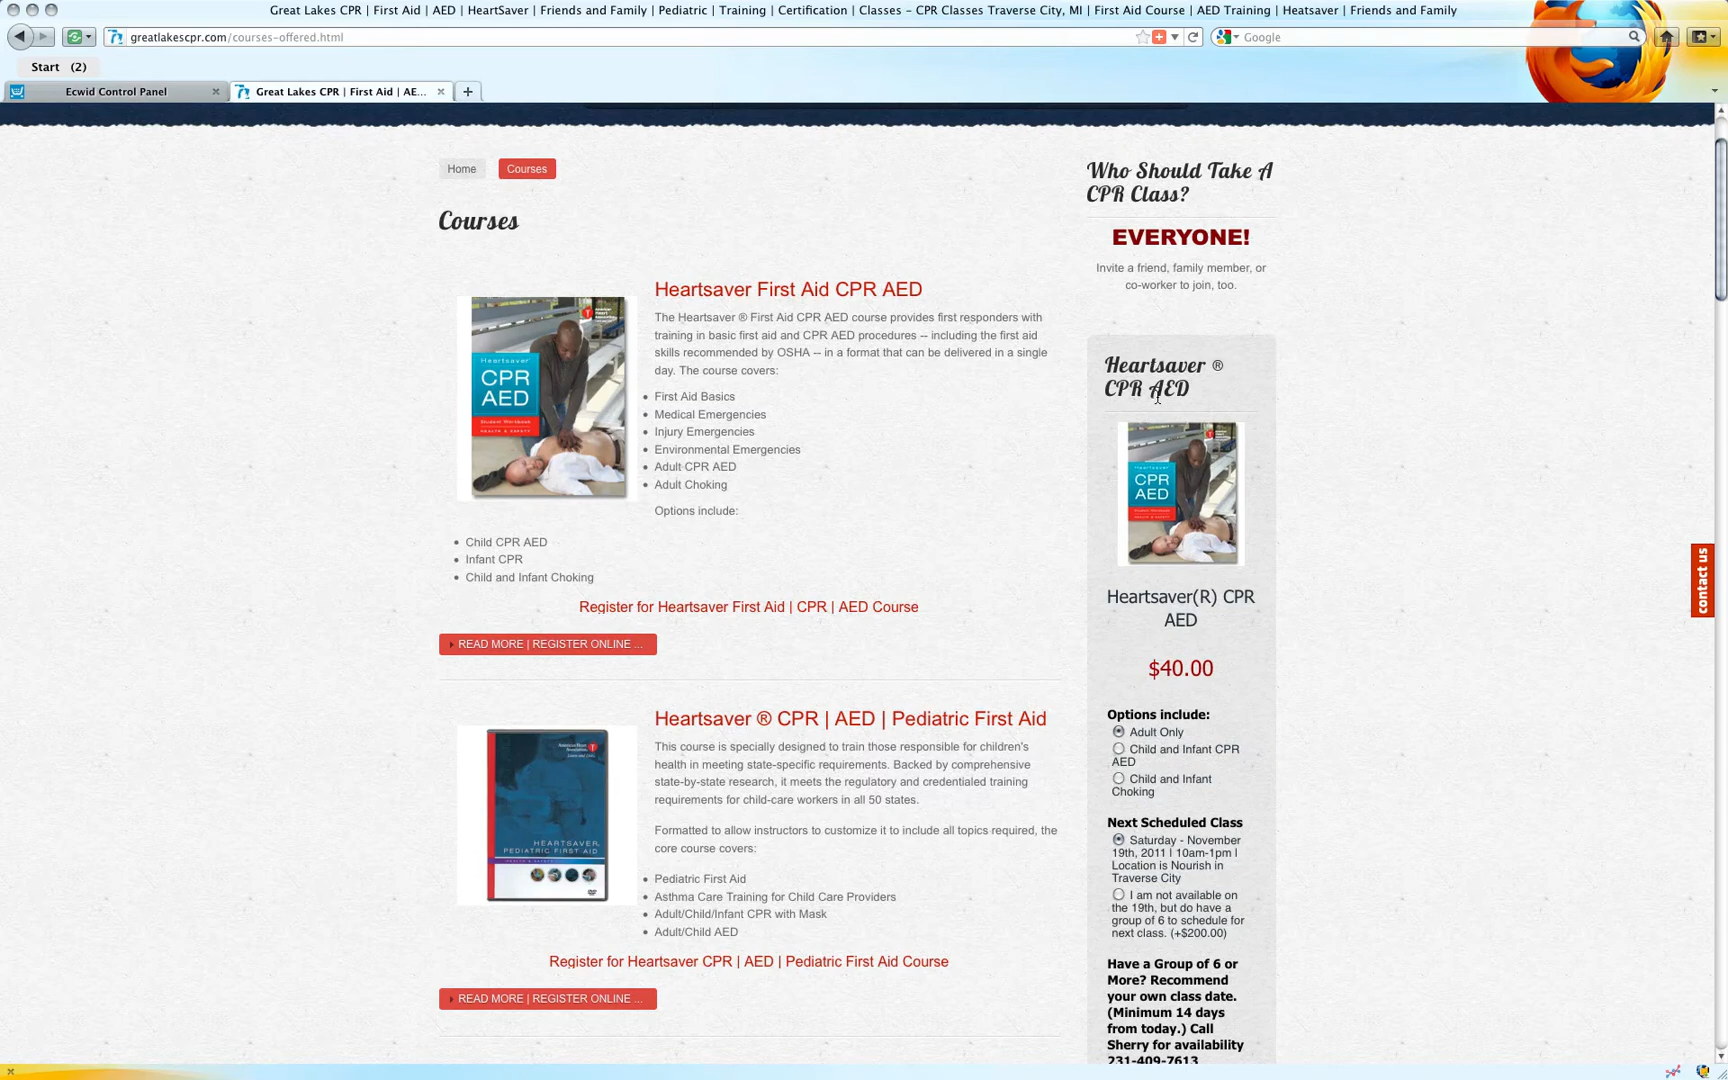 Great Lakes CPR | First Aid | AED | HeartSaver | Friends and Family | Pediatric | Training | Certification | Classes – CPR Classes Traverse City, MI | First Aid Course | AED Training | Heatsaver | Friends and Family
greatlakescpr.com/courses-offered.html
Google
Start (2)
Ecwid Control Panel
Great Lakes CPR | First Aid | AE...
Home
Courses
Courses
Heartsaver First Aid CPR AED
The Heartsaver ® First Aid CPR AED course provides first responders with
training in basic first aid and CPR AED procedures -- including the first aid
skills recommended by OSHA -- in a format that can be delivered in a single
day. The course covers:
First Aid Basics
Medical Emergencies
Injury Emergencies
Environmental Emergencies
Adult CPR AED
Adult Choking
Options include:
Child CPR AED
Infant CPR
Child and Infant Choking
Heartsaver
CPR
AED
Student Workbook
HEALTH & SAFETY
Register for Heartsaver First Aid | CPR | AED Course
READ MORE | REGISTER ONLINE ...
Heartsaver ® CPR | AED | Pediatric First Aid
This course is specially designed to train those responsible for children's
health in meeting state-specific requirements. Backed by comprehensive
state-by-state research, it meets the regulatory and credentialed training
requirements for child-care workers in all 50 states.
Formatted to allow instructors to customize it to include all topics required, the
core course covers:
Pediatric First Aid
Asthma Care Training for Child Care Providers
Adult/Child/Infant CPR with Mask
Adult/Child AED
HEARTSAVER
PEDIATRIC FIRST AID
Register for Heartsaver CPR | AED | Pediatric First Aid Course
READ MORE | REGISTER ONLINE ...
Who Should Take A
CPR Class?
EVERYONE!
Invite a friend, family member, or
co-worker to join, too.
Heartsaver ®
CPR AED
Heartsaver
CPR
AED
Heartsaver(R) CPR
AED
$40.00
Options include:
Adult Only
Child and Infant CPR
AED
Child and Infant
Choking
Next Scheduled Class
Saturday - November
19th, 2011 | 10am-1pm |
Location is Nourish in
Traverse City
I am not available on
the 19th, but do have a
group of 6 to schedule for
next class. (+$200.00)
Have a Group of 6 or
More? Recommend
your own class date.
(Minimum 14 days
from today.) Call
Sherry for availability
231-409-7613
contact us